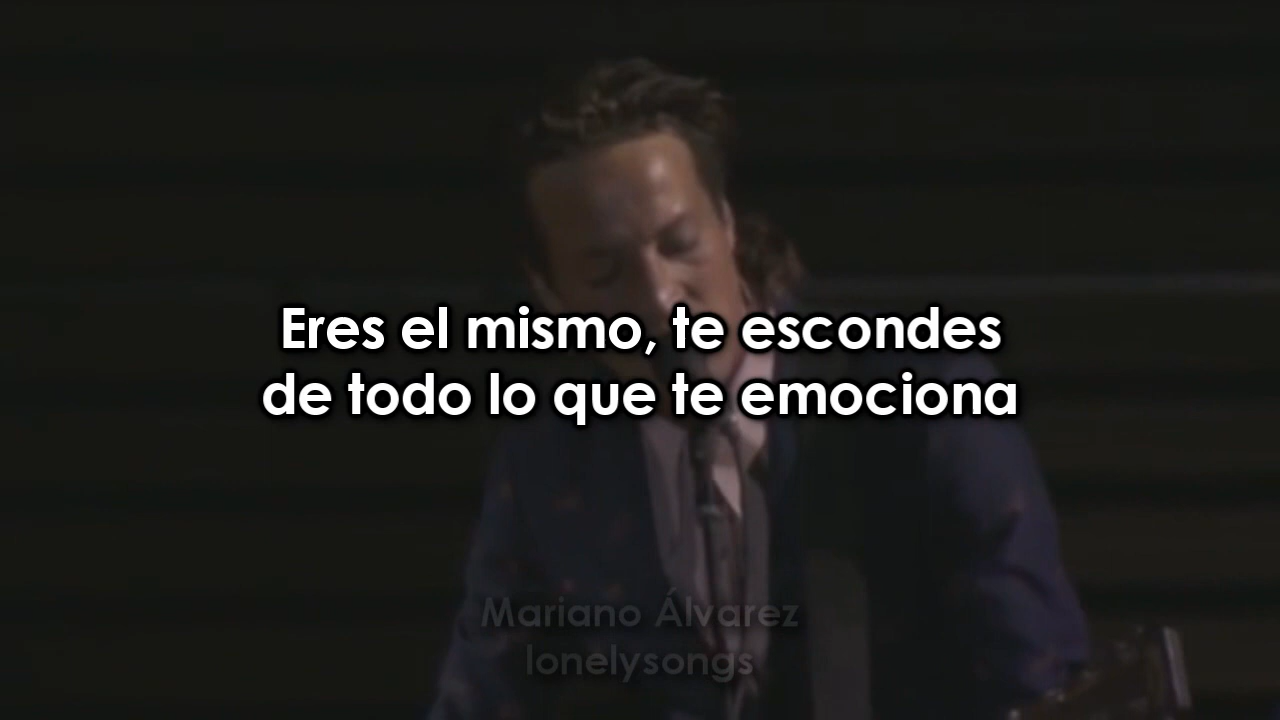 Eres el mismo, te escondes
de todo lo que te emociona
Mariano Álvarez
lonelysongs